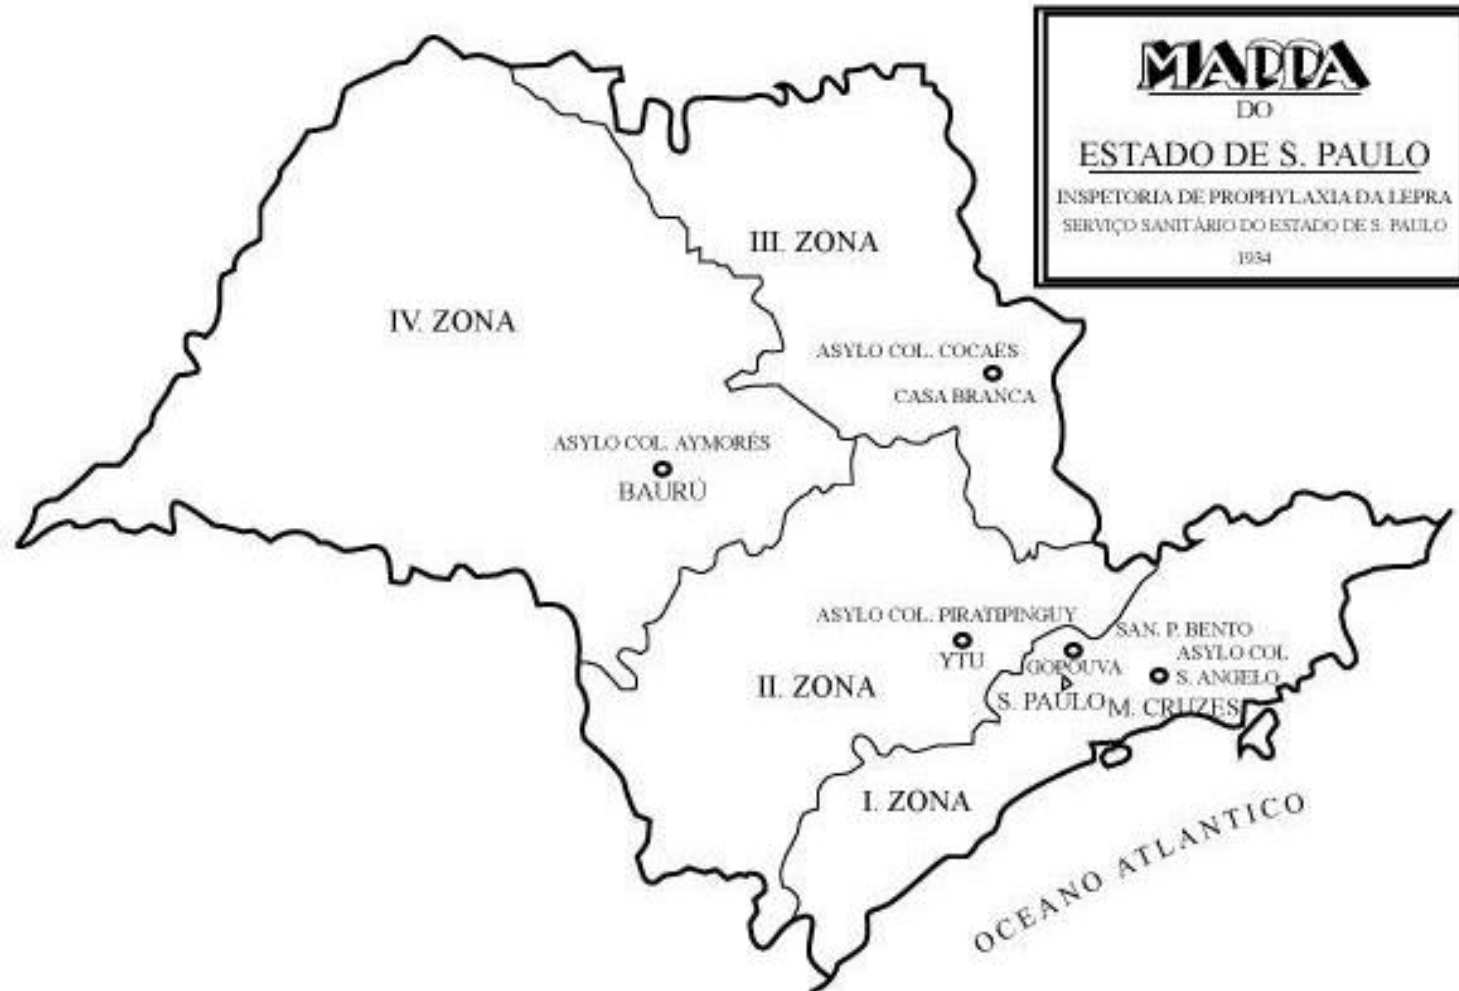 MAPPA
DO
ESTADO DE S. PAULO
INSPETORIA DE PROPHYLAXIA DA LEPRA
SERVIÇO SANITÁRIO DO ESTADO DE S. PAULO
1934
III. ZONA
IV. ZONA
ASYLO COL. COCAES
CASA BRANCA
ASYLO COL. AYMORÉS
BAURÚ
ASYLO COL. PIRATIPINGUY
YTU
SAN. P. BENTO
GOPOUVA
ASYLO COL.
S. ANGELO
II. ZONA
S. PAULO
M. CRUZES
I. ZONA
OCEANO ATLANTICO